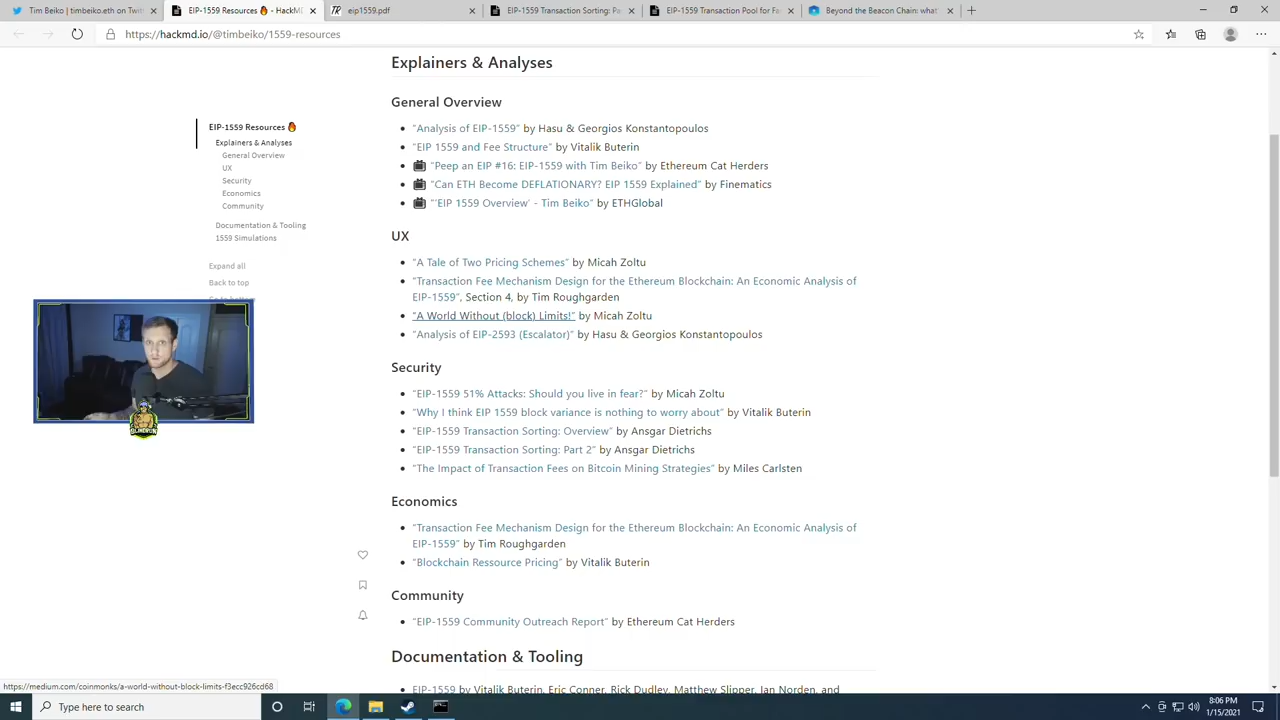 Tim Beiko | timbeiko.eth on Twit
EIP-1559 Resources 🔥 - HackMD
eip1559.pdf
EIP-1559 Transaction Sorting: Pa
EIP-1559 Transaction Pool for Fa
Beyond the Beacon Chain: what'
https://hackmd.io/@timbeiko/1559-resources
EIP-1559 Resources 🔥
Explainers & Analyses
General Overview
UX
Security
Economics
Community
Documentation & Tooling
1559 Simulations
Expand all
Back to top
Explainers & Analyses
General Overview
• "Analysis of EIP-1559" by Hasu & Georgios Konstantopoulos
• "EIP 1559 and Fee Structure" by Vitalik Buterin
• 📺 "Peep an EIP #16: EIP-1559 with Tim Beiko" by Ethereum Cat Herders
• 📺 "Can ETH Become DEFLATIONARY? EIP 1559 Explained" by Finematics
• 📺 "'EIP 1559 Overview' - Tim Beiko" by ETHGlobal
UX
• "A Tale of Two Pricing Schemes" by Micah Zoltu
• "Transaction Fee Mechanism Design for the Ethereum Blockchain: An Economic Analysis of
EIP-1559", Section 4, by Tim Roughgarden
• "A World Without (block) Limits!" by Micah Zoltu
• "Analysis of EIP-2593 (Escalator)" by Hasu & Georgios Konstantopoulos
Security
• "EIP-1559 51% Attacks: Should you live in fear?" by Micah Zoltu
• "Why I think EIP 1559 block variance is nothing to worry about" by Vitalik Buterin
• "EIP-1559 Transaction Sorting: Overview" by Ansgar Dietrichs
• "EIP-1559 Transaction Sorting: Part 2" by Ansgar Dietrichs
• "The Impact of Transaction Fees on Bitcoin Mining Strategies" by Miles Carlsten
Economics
• "Transaction Fee Mechanism Design for the Ethereum Blockchain: An Economic Analysis of
EIP-1559" by Tim Roughgarden
• "Blockchain Ressource Pricing" by Vitalik Buterin
Community
• "EIP-1559 Community Outreach Report" by Ethereum Cat Herders
Documentation & Tooling
• EIP-1559 by Vitalik Buterin, Eric Conner, Rick Dudley, Matthew Slipper, Ian Norden, and
https://medium.com/coinmonks/a-world-without-block-limits-f3ecc926cd68
Type here to search
8:06 PM
1/15/2021